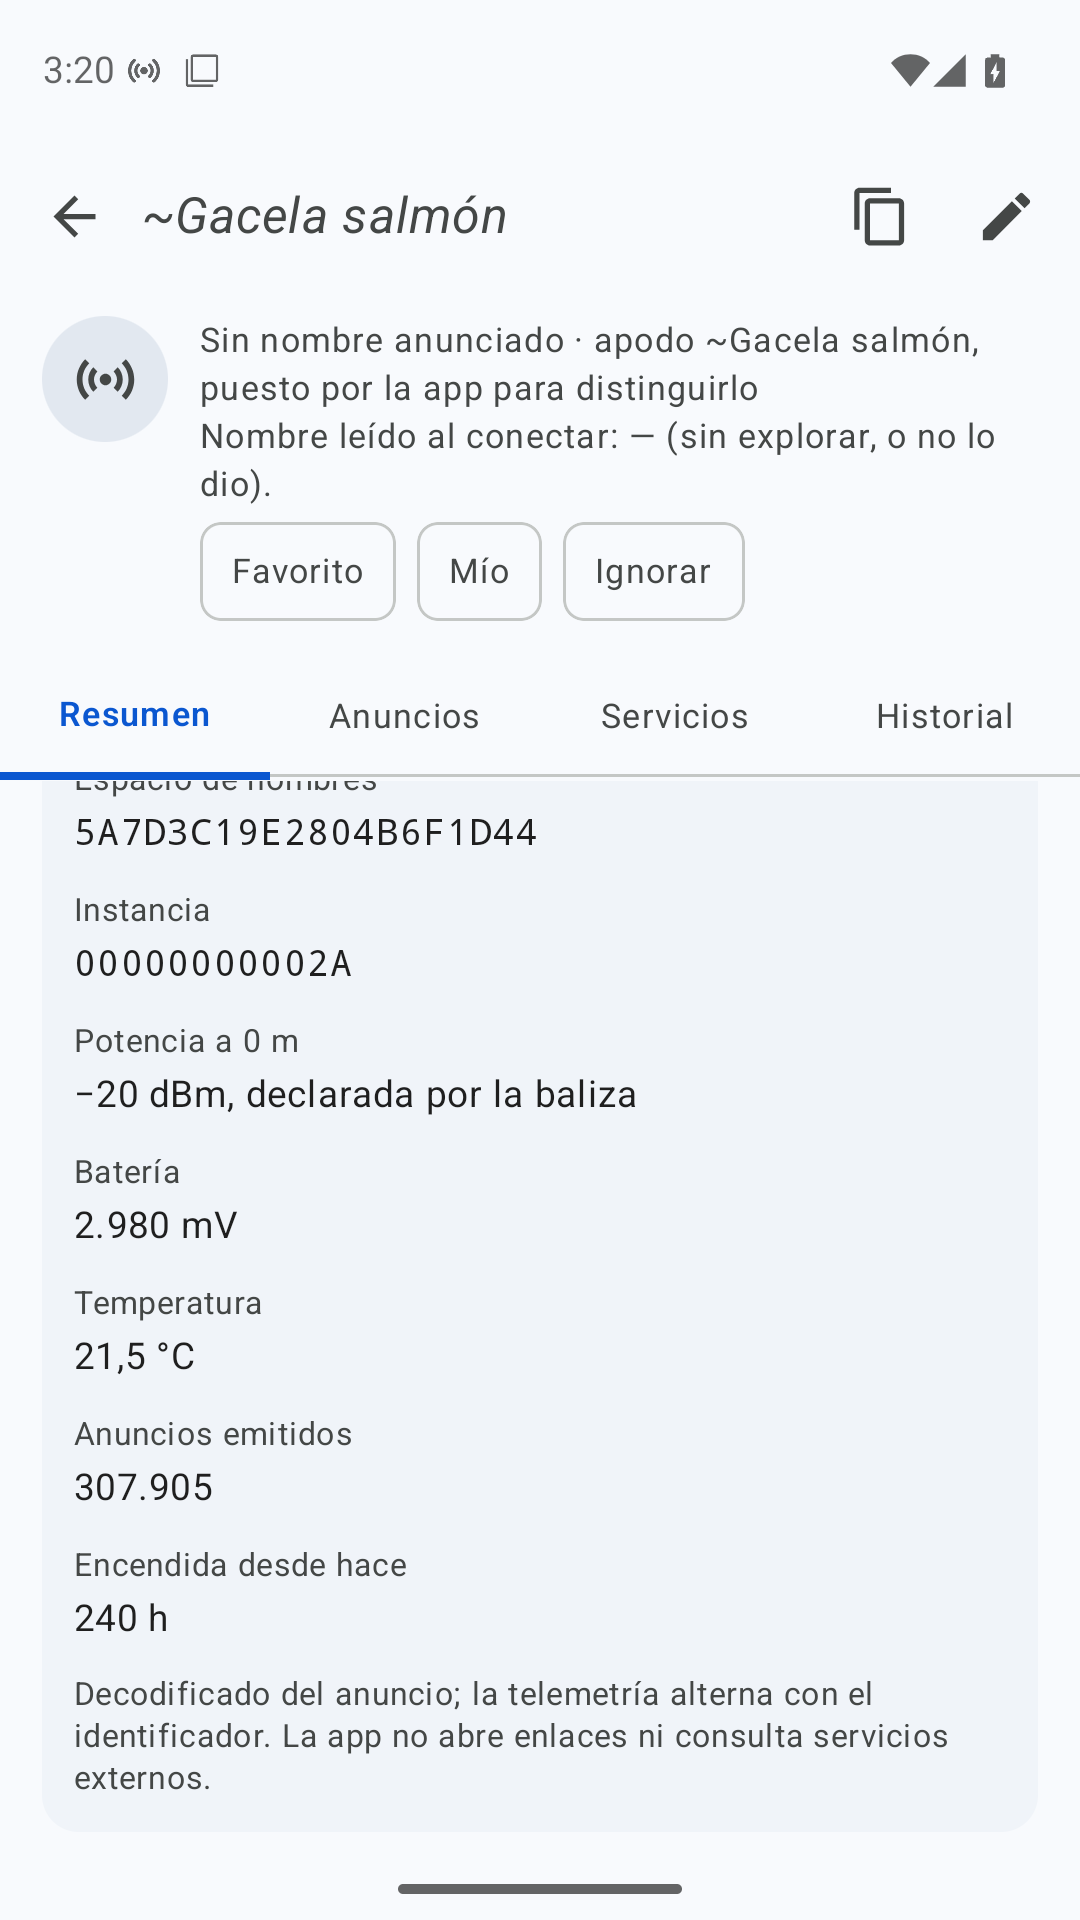 3:20
~Gacela salmón
Sin nombre anunciado · apodo ~Gacela salmón,
puesto por la app para distinguirlo
Nombre leído al conectar: — (sin explorar, o no lo
dio).
Favorito Mío Ignorar
Resumen Anuncios Servicios Historial
Espacio de nombres
5A7D3C19E2804B6F1D44
Instancia
00000000002A
Potencia a 0 m
−20 dBm, declarada por la baliza
Batería
2.980 mV
Temperatura
21,5 °C
Anuncios emitidos
307.905
Encendida desde hace
240 h
Decodificado del anuncio; la telemetría alterna con el
identificador. La app no abre enlaces ni consulta servicios
externos.